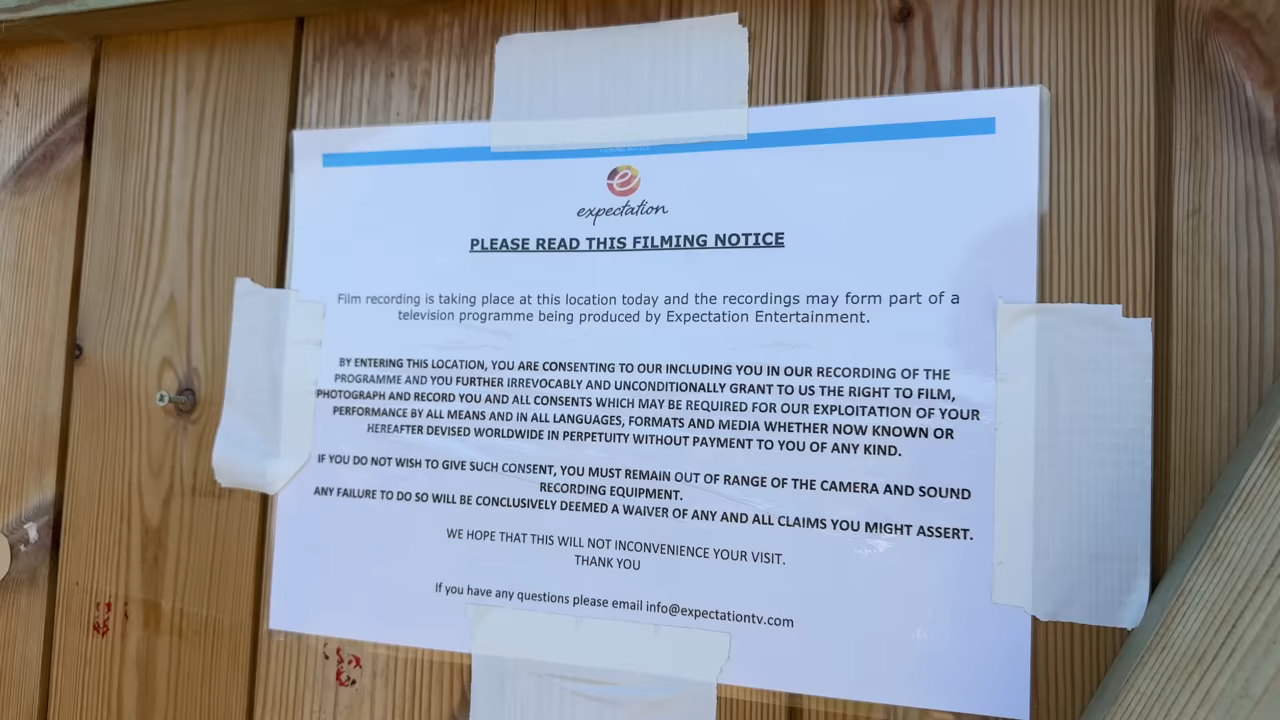 expectation
PLEASE READ THIS FILMING NOTICE
Film recording is taking place at this location today and the recordings may form part of a
television programme being produced by Expectation Entertainment.
BY ENTERING THIS LOCATION, YOU ARE CONSENTING TO OUR INCLUDING YOU IN OUR RECORDING OF THE
PROGRAMME AND YOU FURTHER IRREVOCABLY AND UNCONDITIONALLY GRANT TO US THE RIGHT TO FILM,
PHOTOGRAPH AND RECORD YOU AND ALL CONSENTS WHICH MAY BE REQUIRED FOR OUR EXPLOITATION OF YOUR
PERFORMANCE BY ALL MEANS AND IN ALL LANGUAGES, FORMATS AND MEDIA WHETHER NOW KNOWN OR
HEREAFTER DEVISED WORLDWIDE IN PERPETUITY WITHOUT PAYMENT TO YOU OF ANY KIND.
IF YOU DO NOT WISH TO GIVE SUCH CONSENT, YOU MUST REMAIN OUT OF RANGE OF THE CAMERA AND SOUND
RECORDING EQUIPMENT.
ANY FAILURE TO DO SO WILL BE CONCLUSIVELY DEEMED A WAIVER OF ANY AND ALL CLAIMS YOU MIGHT ASSERT.
WE HOPE THAT THIS WILL NOT INCONVENIENCE YOUR VISIT.
THANK YOU
If you have any questions please email info@expectationtv.com